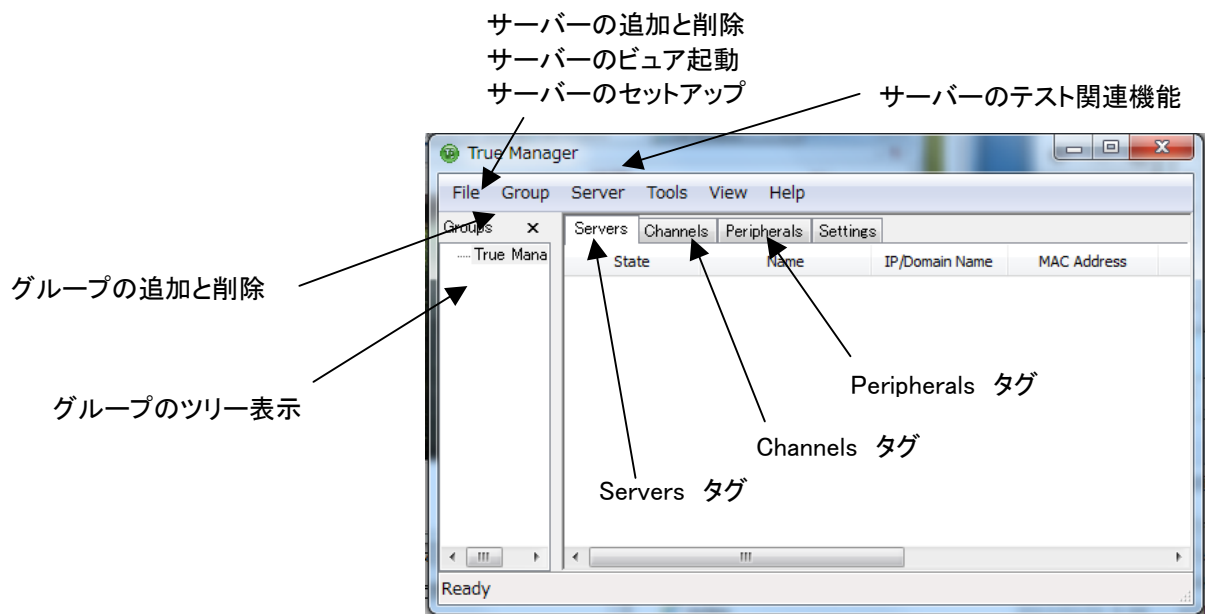 サーバーの追加と削除
サーバーのビュア起動
サーバーのセットアップ
サーバーのテスト関連機能
True Manager
File Group Server Tools View Help
Groups
Servers Channels Peripherals Settings
True Mana
State Name IP/Domain Name MAC Address
グループの追加と削除
グループのツリー表示
Peripherals タグ
Channels タグ
Servers タグ
Ready